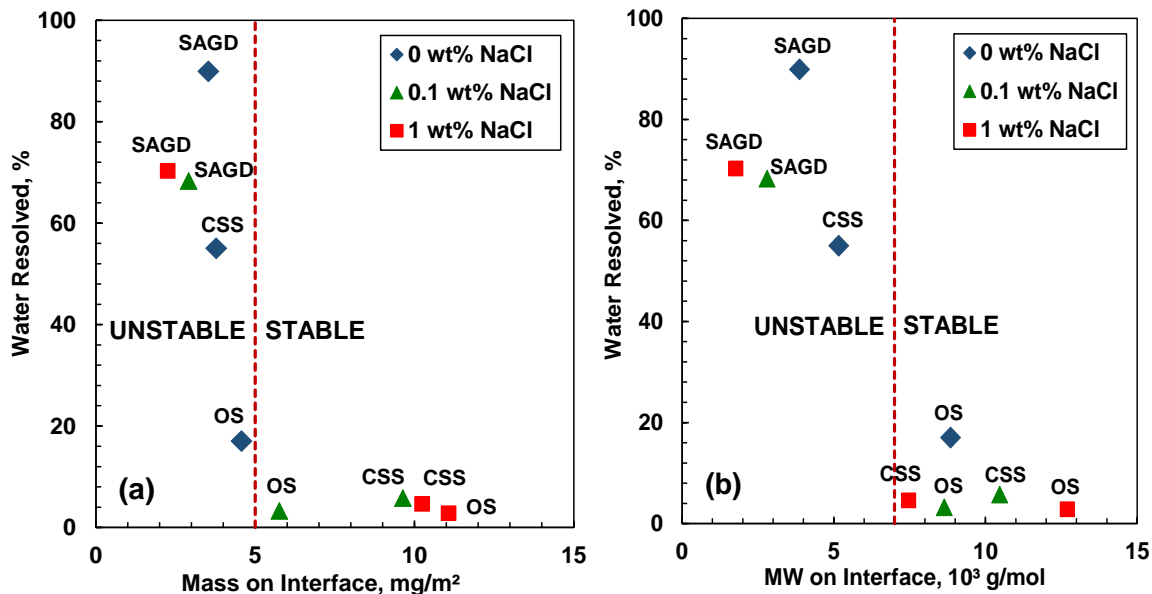 100
80
60
40
20
0
Water Resolved, %
SAGD
SAGD
SAGD
CSS
UNSTABLE
STABLE
OS
OS
CSS
CSS
OS
(a)
0 wt% NaCl
0.1 wt% NaCl
1 wt% NaCl
0 5 10 15
Mass on Interface, mg/m²
100
80
60
40
20
0
Water Resolved, %
SAGD
SAGD
SAGD
CSS
UNSTABLE
STABLE
OS
CSS
OS
CSS
OS
(b)
0 wt% NaCl
0.1 wt% NaCl
1 wt% NaCl
0 5 10 15
MW on Interface, 10³ g/mol